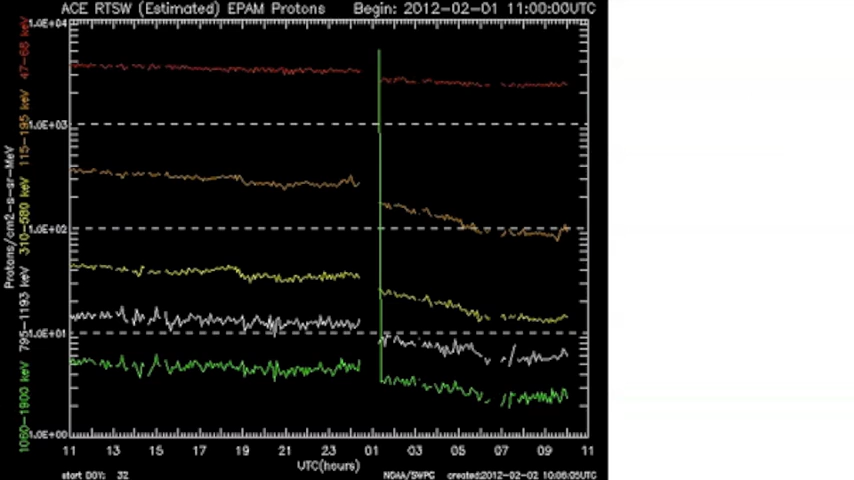 ACE RTSW (Estimated) EPAM Protons Begin: 2012-02-01 11:00:00UTC
1.0E+04
1.0E+03
1.0E+02
1.0E+01
1.0E+00
Protons/cm2-s-sr-MeV
47-68 keV
115-195 keV
310-580 keV
795-1193 keV
1060-1900 keV
11 13 15 17 19 21 23 01 03 05 07 09 11
UTC(hours)
start DOY: 32 NOAA/SWPC created:2012-02-02 10:06:05UTC